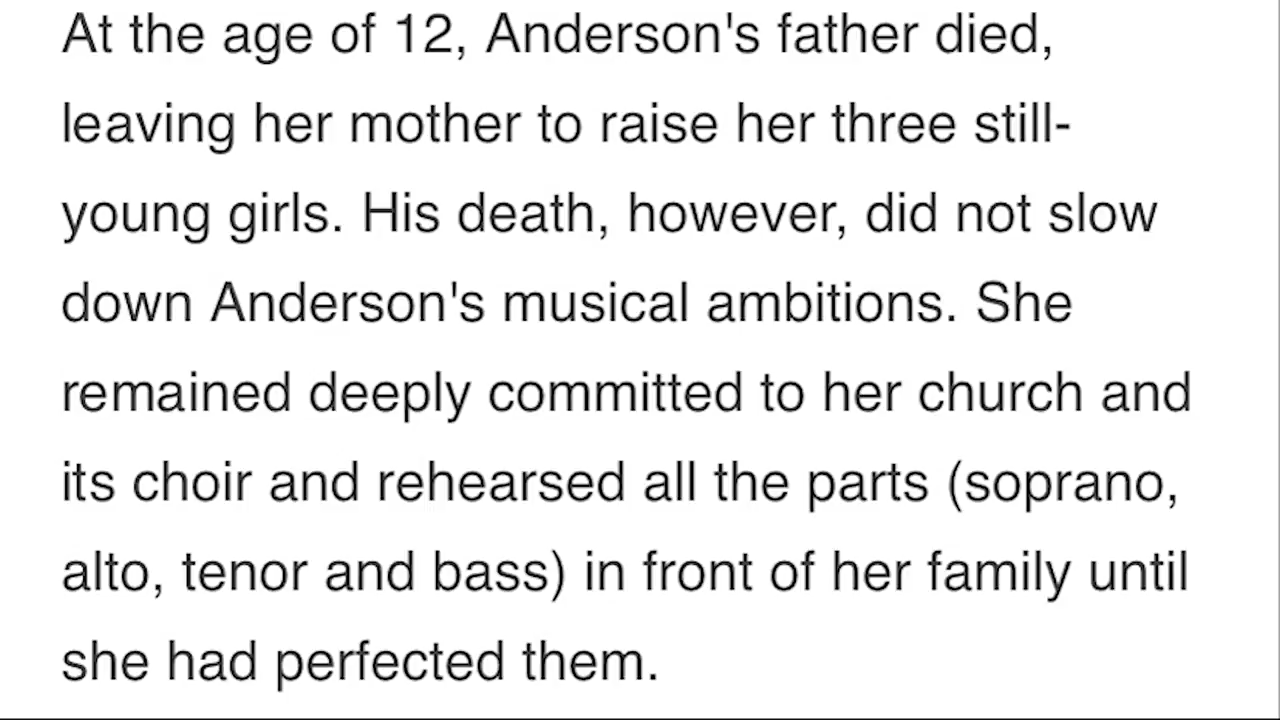 At the age of 12, Anderson's father died,
leaving her mother to raise her three still-
young girls. His death, however, did not slow
down Anderson's musical ambitions. She
remained deeply committed to her church and
its choir and rehearsed all the parts (soprano,
alto, tenor and bass) in front of her family until
she had perfected them.